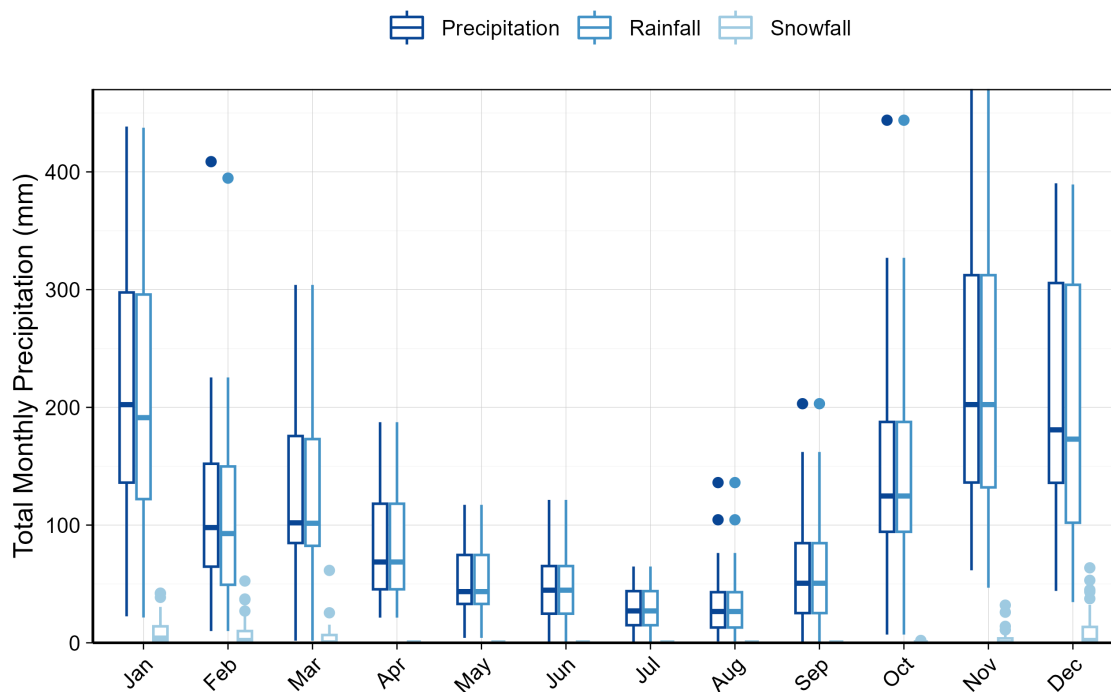 Precipitation Rainfall Snowfall
Total Monthly Precipitation (mm)
400
300
200
100
0
Jan Feb Mar Apr May Jun Jul Aug Sep Oct Nov Dec